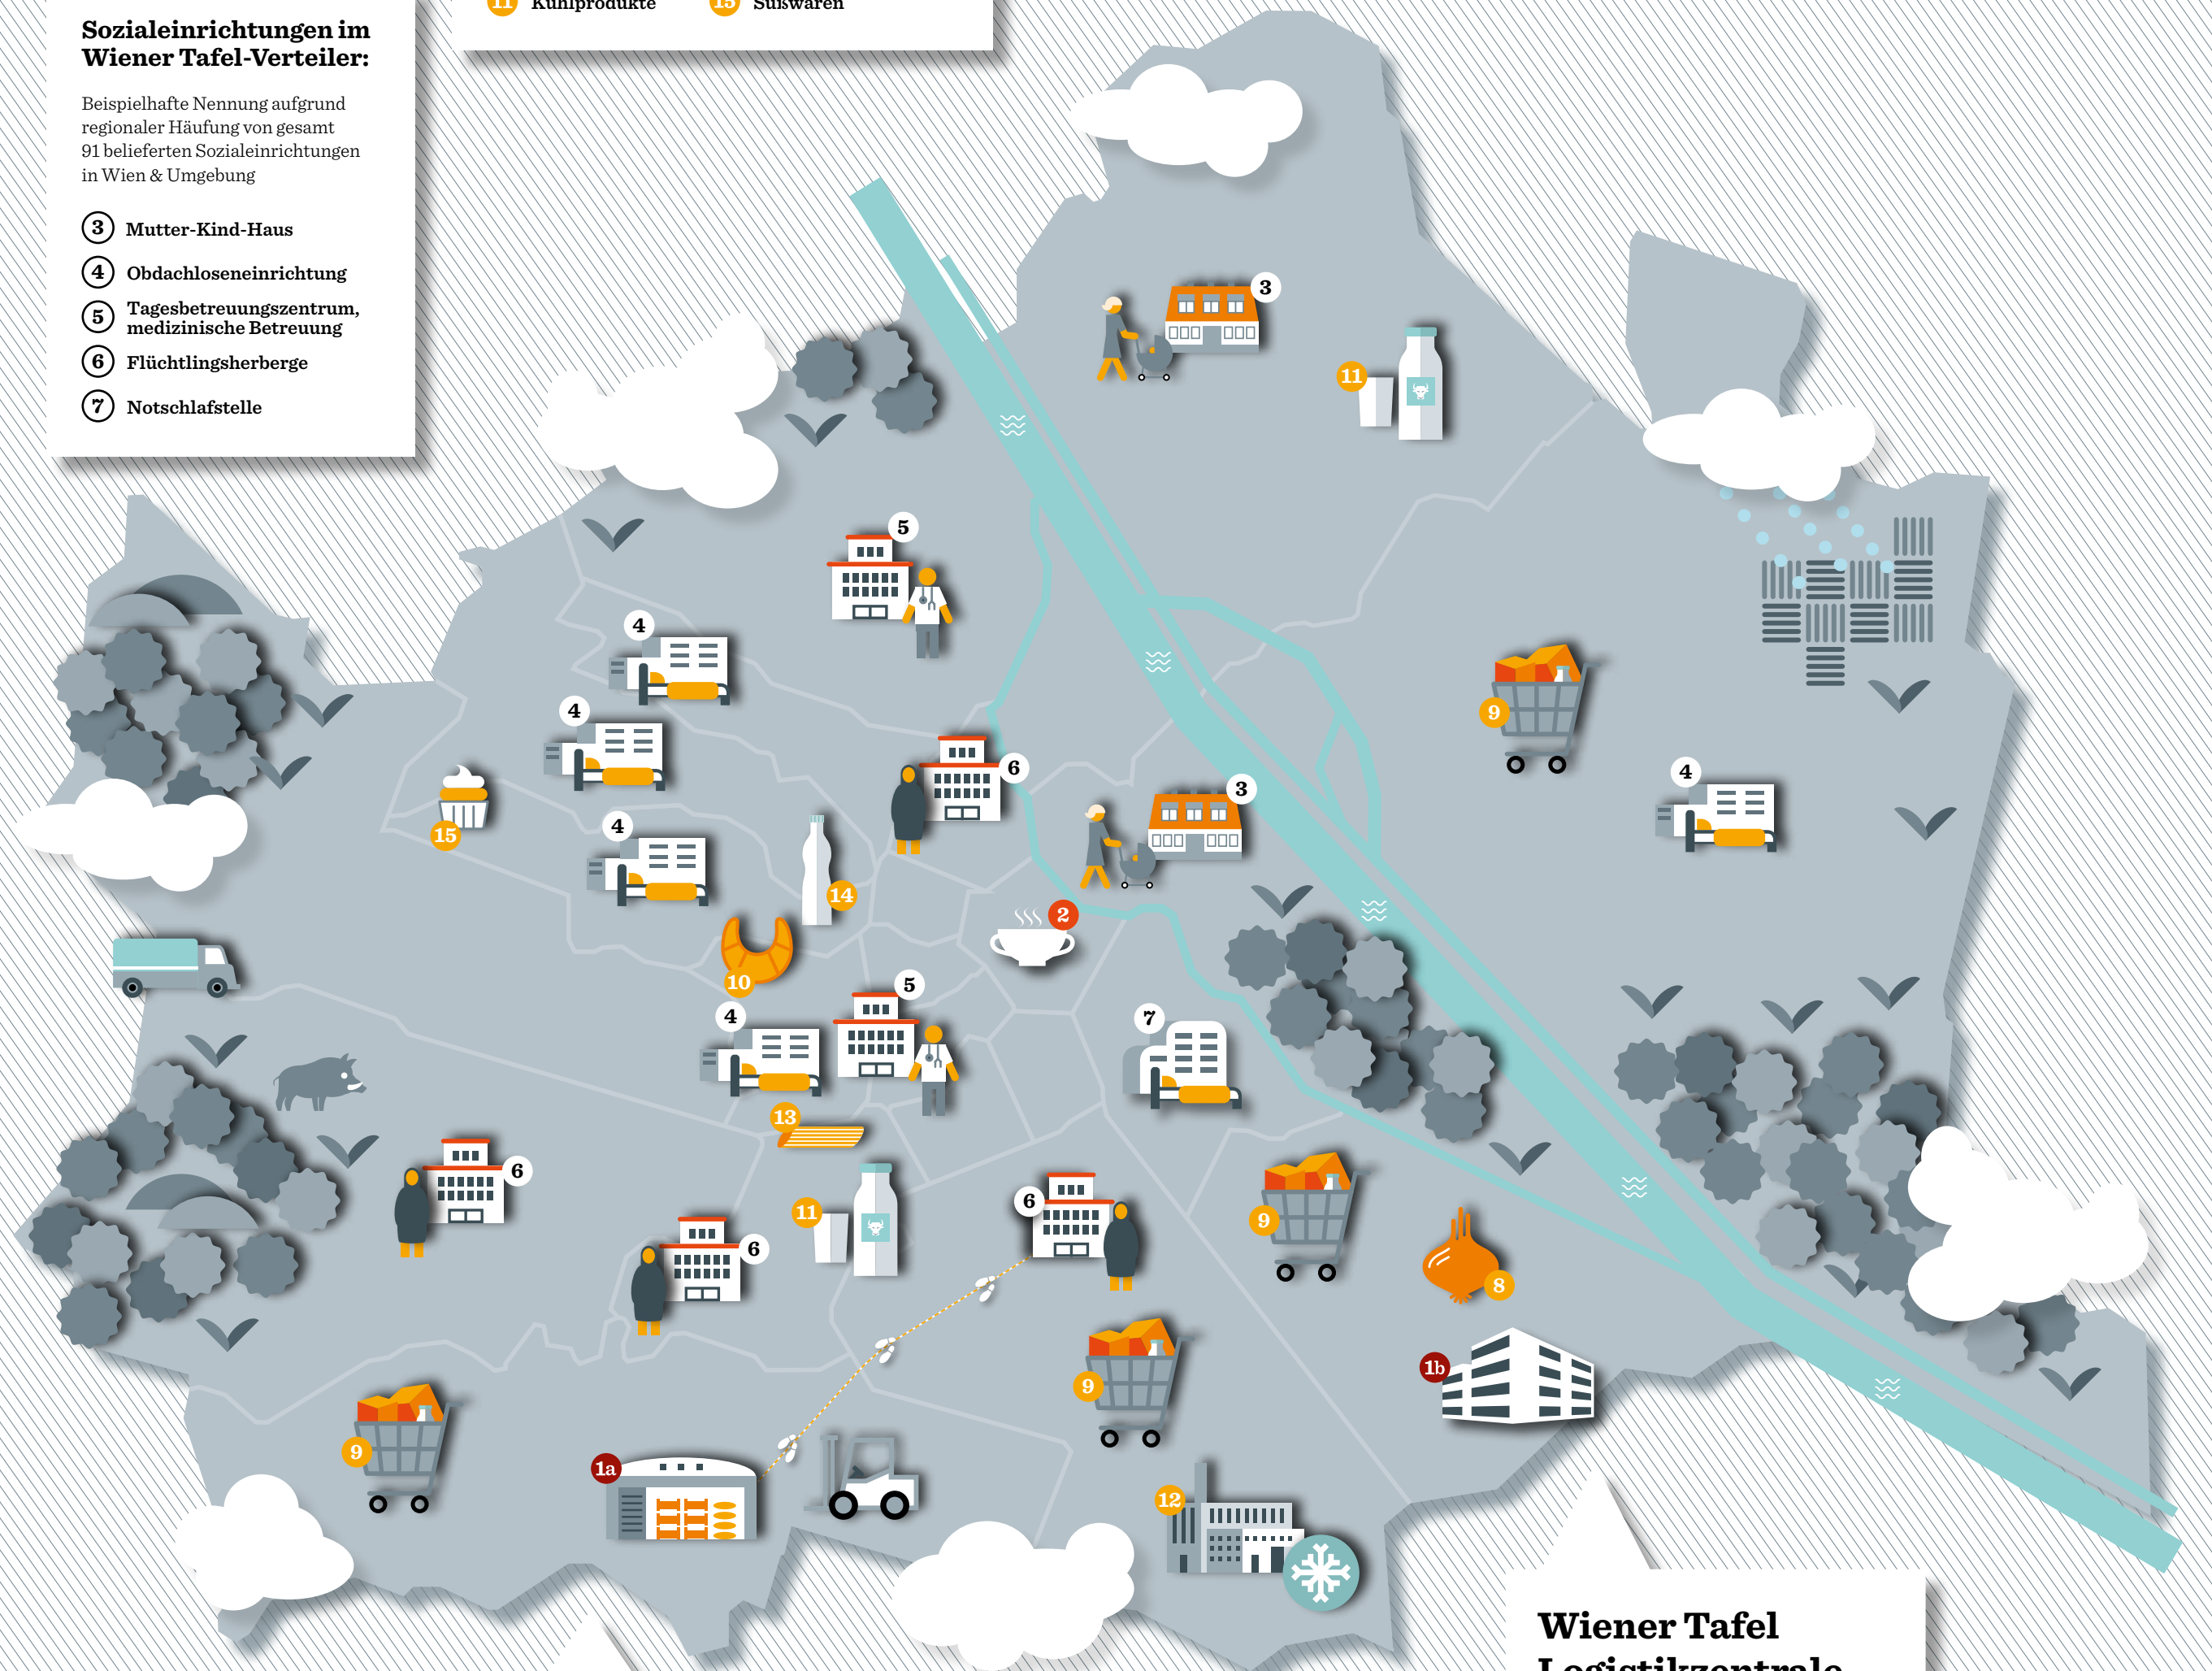 11 Kühlprodukte 15 Süßwaren
Sozialeinrichtungen im
Wiener Tafel-Verteiler:
Beispielhafte Nennung aufgrund
regionaler Häufung von gesamt
91 belieferten Sozialeinrichtungen
in Wien & Umgebung
3 Mutter-Kind-Haus
4 Obdachloseneinrichtung
5 Tagesbetreuungszentrum,
medizinische Betreuung
6 Flüchtlingsherberge
7 Notschlafstelle
3
11
5
4
4
9
6
4
3
15
4
14
2
10
5
4
7
13
6
11
6
9
6
8
1b
9
9
1a
12
Wiener Tafel
Logistikzentrale